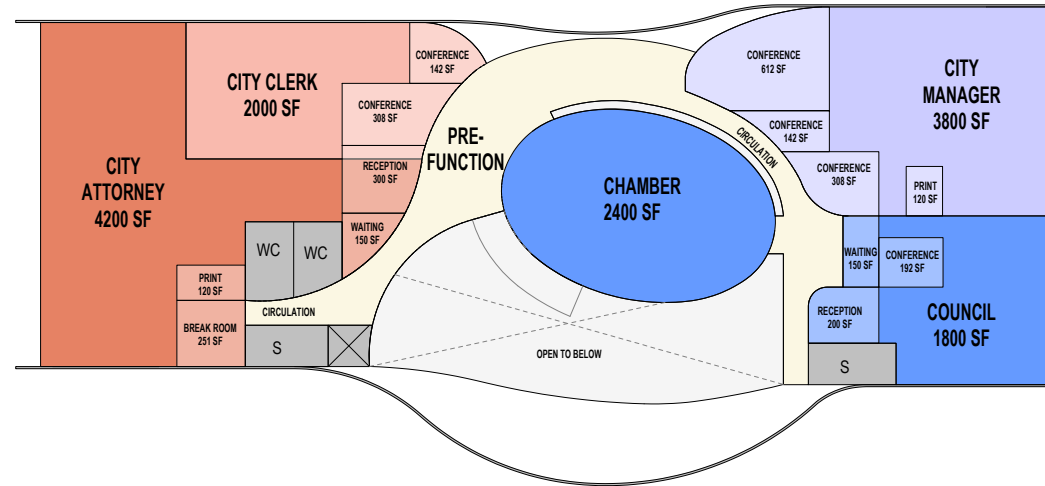 CITY CLERK
2000 SF
CONFERENCE
142 SF
CONFERENCE
308 SF
CITY
ATTORNEY
4200 SF
RECEPTION
300 SF
WAITING
150 SF
WC
WC
PRINT
120 SF
BREAK ROOM
251 SF
CIRCULATION
S
PRE-
FUNCTION
CHAMBER
2400 SF
CIRCULATION
OPEN TO BELOW
CONFERENCE
612 SF
CITY
MANAGER
3800 SF
CONFERENCE
142 SF
CONFERENCE
308 SF
PRINT
120 SF
WAITING
150 SF
CONFERENCE
192 SF
RECEPTION
200 SF
COUNCIL
1800 SF
S